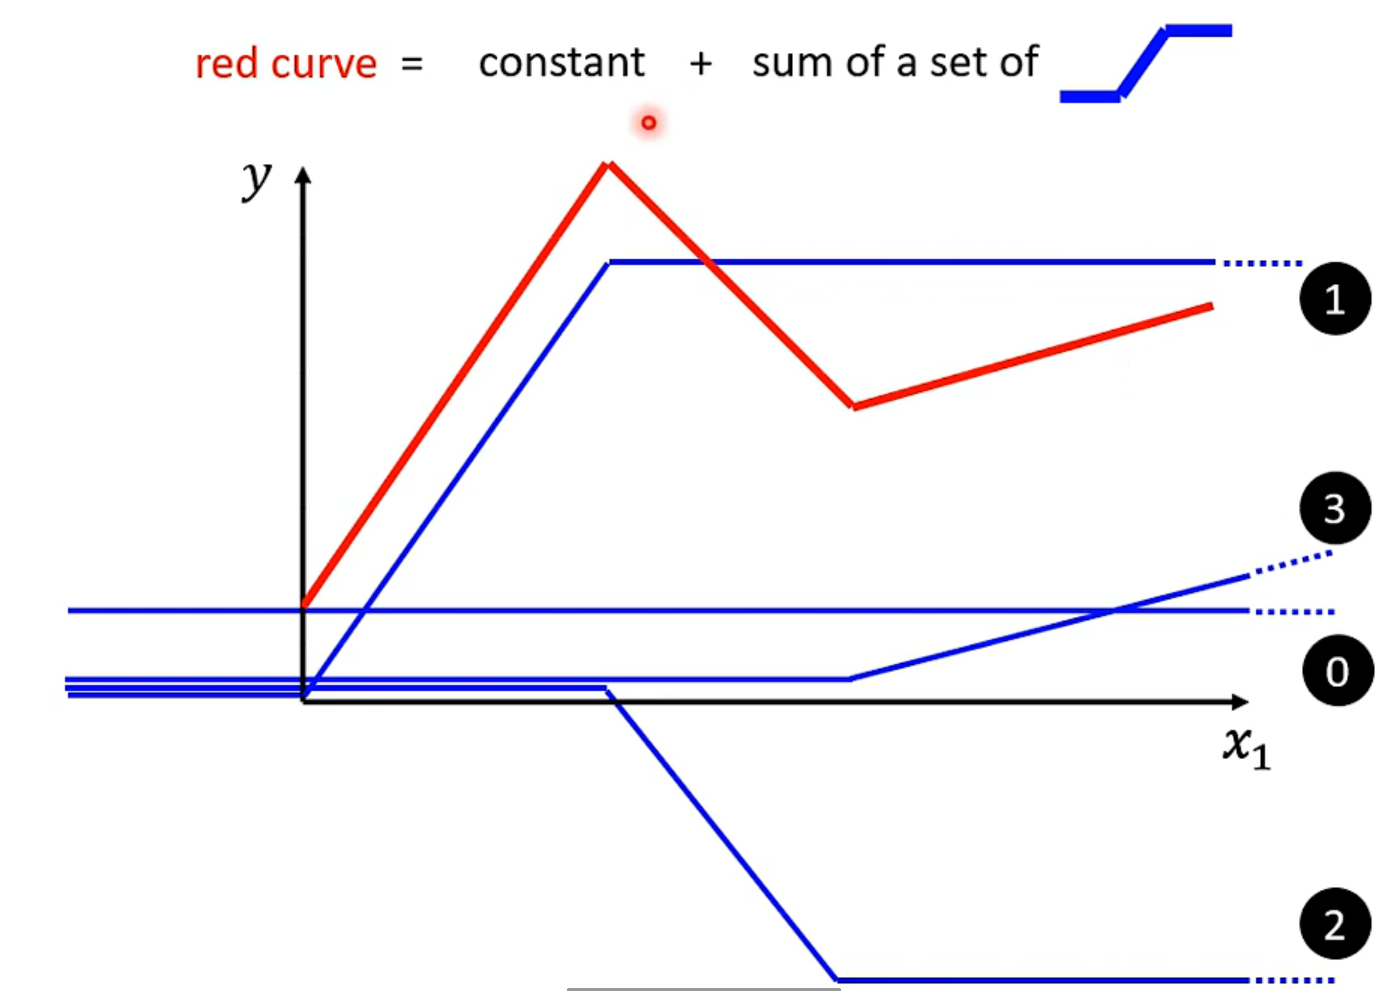 red curve = constant + sum of a set of
y
1
3
0
x₁
2